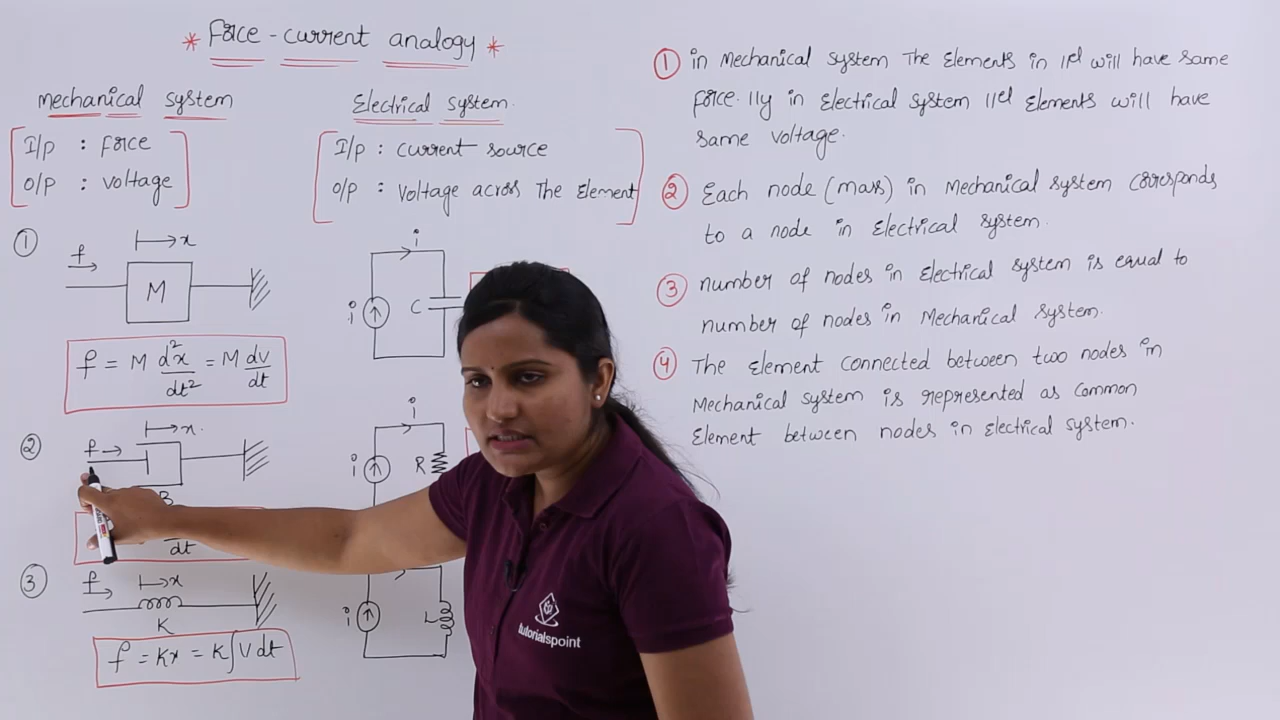 * Force - current analogy *
Mechanical system
I/p : force
O/p : voltage
Electrical system.
I/p : current source
O/p : Voltage across The Element
① f x
M
f = M d²x/dt² = M dv/dt
i
i C
② f x.
B
dt
i
i R
③ f x
K
f = Kx = K∫V dt
i L
① in Mechanical system The Elements in 11el will have same
force. 11ly in Electrical system 11el Elements will have
same voltage.
② Each node (mass) in Mechanical system corresponds
to a node in Electrical system.
③ number of nodes in Electrical system is equal to
number of nodes in Mechanical system.
④ The Element connected between two nodes in
Mechanical system is represented as common
Element between nodes in Electrical system.
tutorialspoint